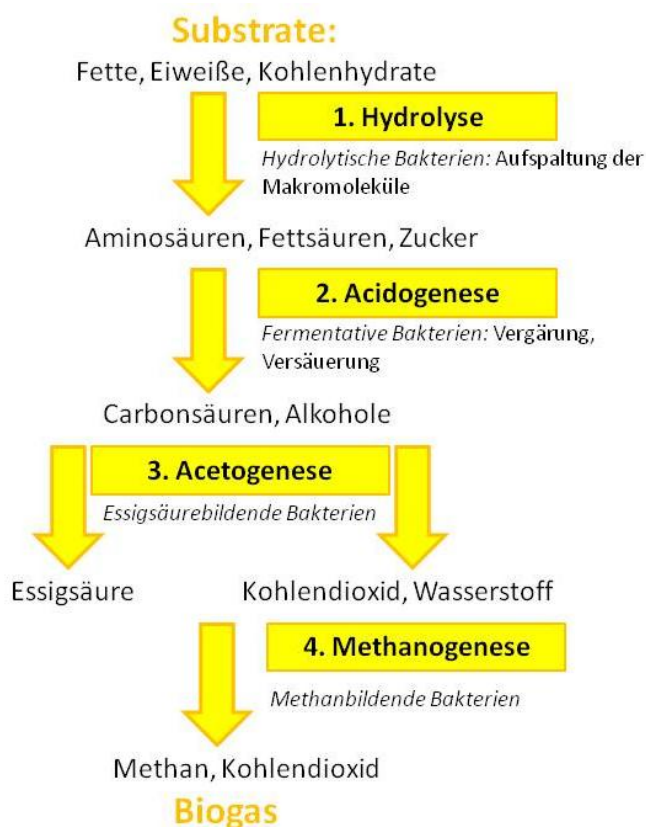 Substrate:
Fette, Eiweiße, Kohlenhydrate
1. Hydrolyse
Hydrolytische Bakterien: Aufspaltung der
Makromoleküle
Aminosäuren, Fettsäuren, Zucker
2. Acidogenese
Fermentative Bakterien: Vergärung,
Versäuerung
Carbonsäuren, Alkohole
3. Acetogenese
Essigsäurebildende Bakterien
Essigsäure
Kohlendioxid, Wasserstoff
4. Methanogenese
Methanbildende Bakterien
Methan, Kohlendioxid
Biogas